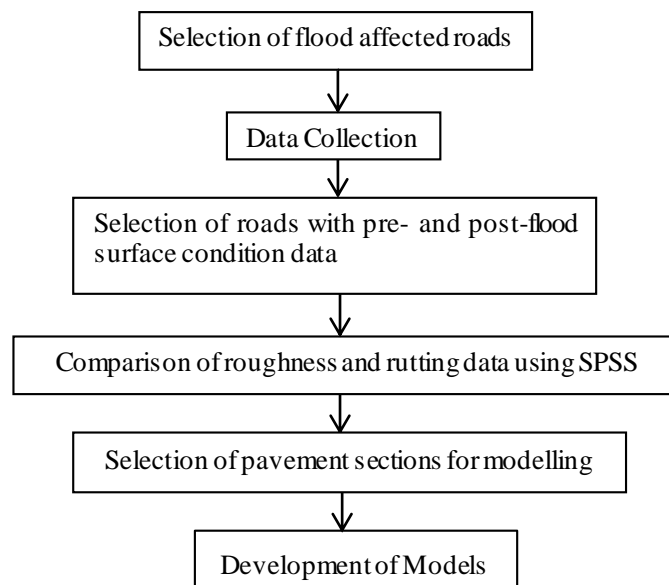 Selection of flood affected roads
Data Collection
Selection of roads with pre- and post-flood
surface condition data
Comparison of roughness and rutting data using SPSS
Selection of pavement sections for modelling
Development of Models